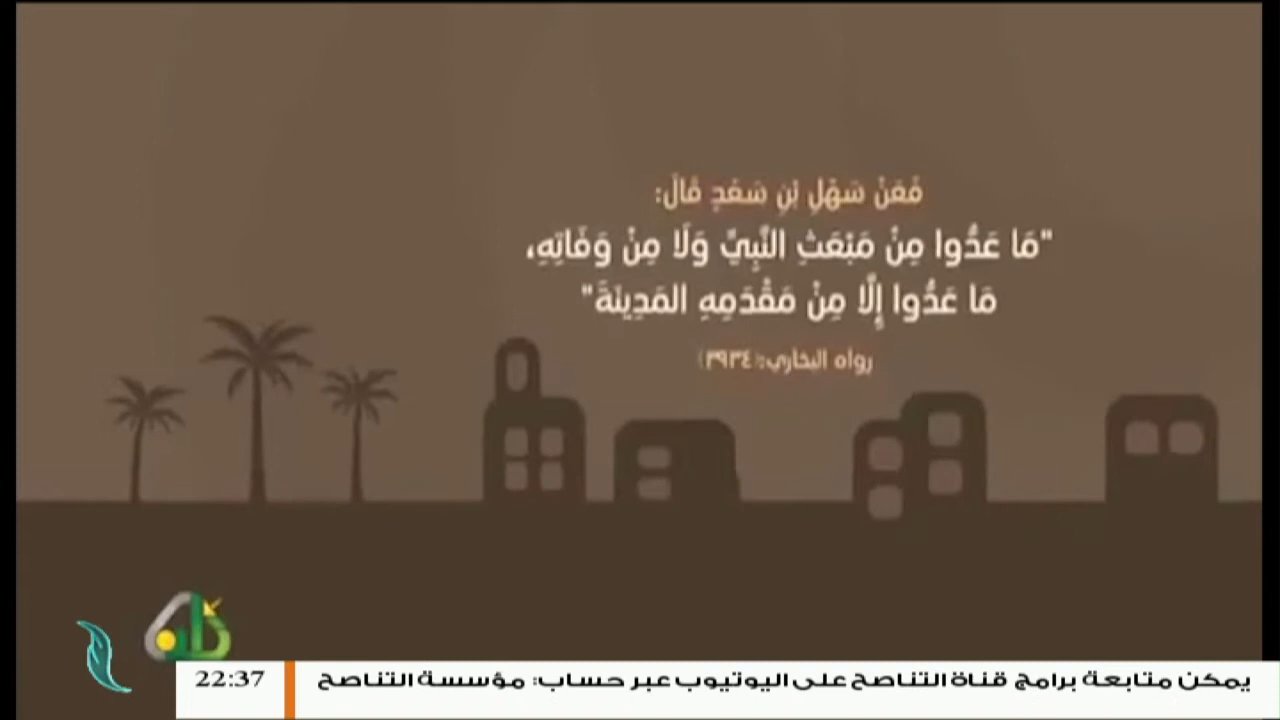 فَعَنْ سَهْلِ بْنِ سَعْدٍ قَالَ:
"مَا عَدُّوا مِنْ مَبْعَثِ النَّبِيِّ وَلَا مِنْ وَفَاتِهِ،
مَا عَدُّوا إِلَّا مِنْ مَقْدَمِهِ المَدِينَةَ"
رواه البخاري:(٣٩٣٤)
يمكن متابعة برامج قناة التناصح على اليوتيوب عبر حساب: مؤسسة التناصح
22:37